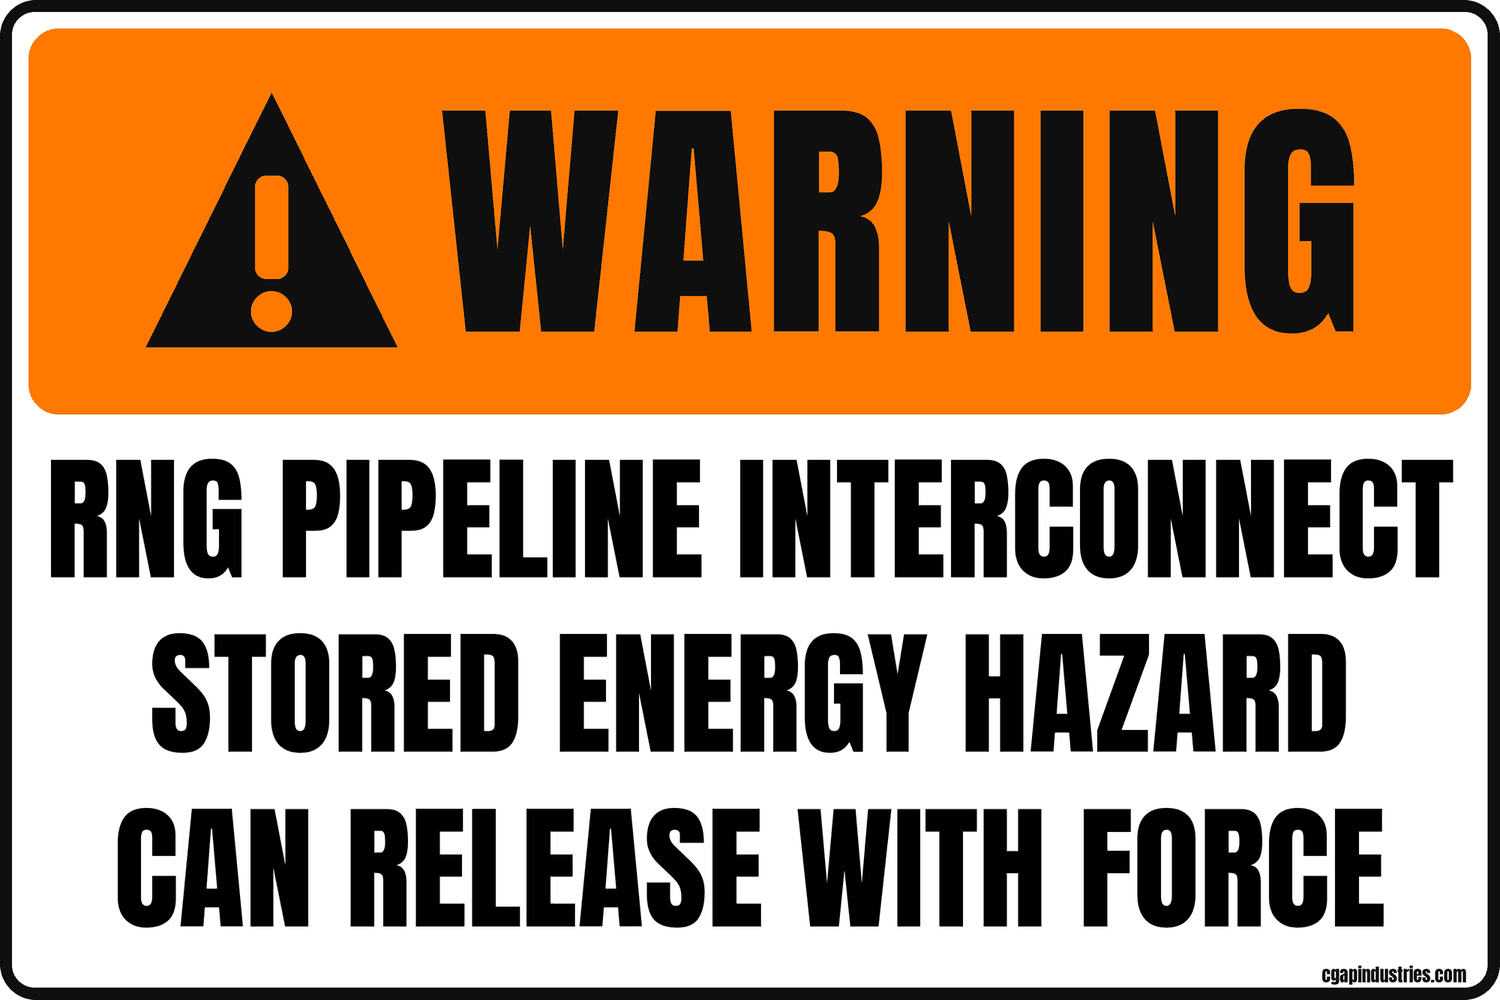 WARNING
RNG PIPELINE INTERCONNECT
STORED ENERGY HAZARD
CAN RELEASE WITH FORCE
cgapindustries.com